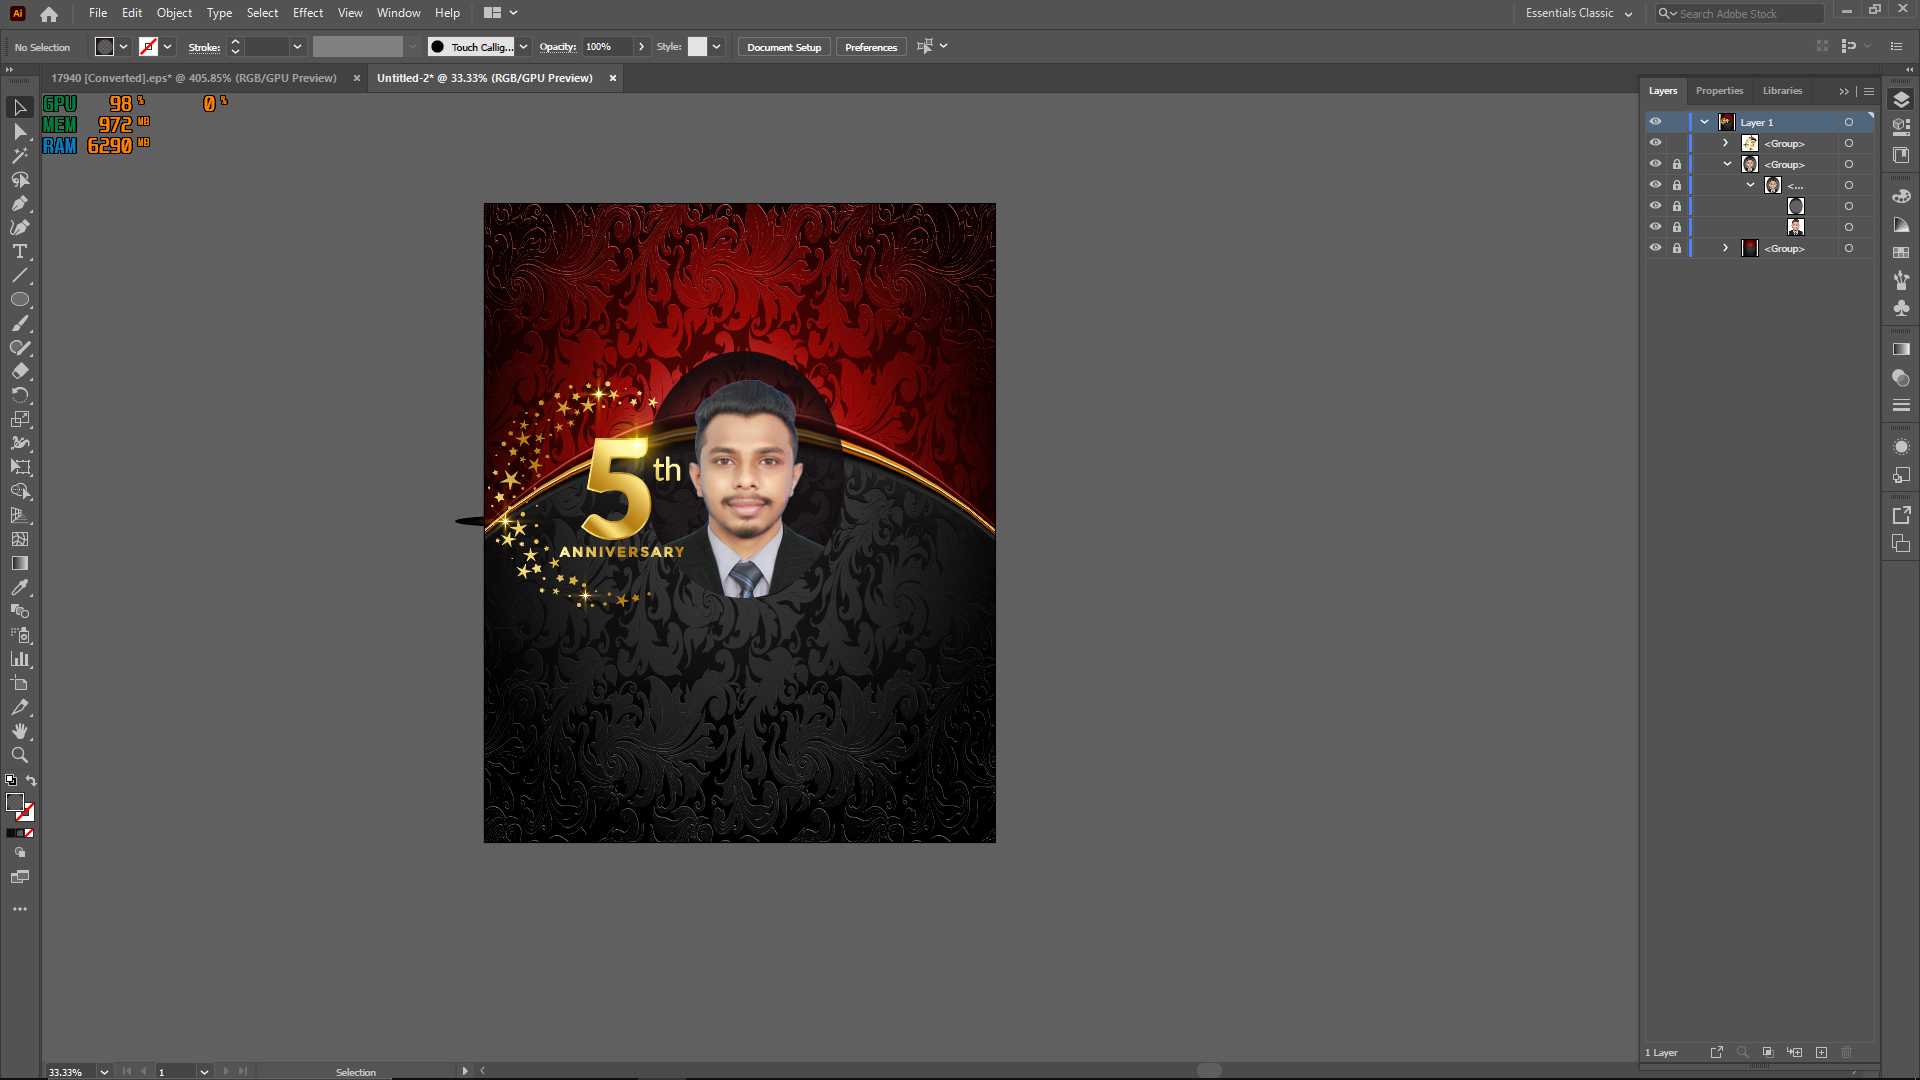 Ai File Edit Object Type Select Effect View Window Help Essentials Classic Search Adobe Stock
No Selection Stroke: Touch Callig... Opacity: 100% Style: Document Setup Preferences
17940 [Converted].eps* @ 405.85% (RGB/GPU Preview) × Untitled-2* @ 33.33% (RGB/GPU Preview) ×
GPU 98 % 0 %
MEM 972 MB
RAM 6290 MB
Layers Properties Libraries
Layer 1
<Group>
<Group>
<...
<Group>
5th
ANNIVERSARY
1 Layer
33.33% 1 Selection